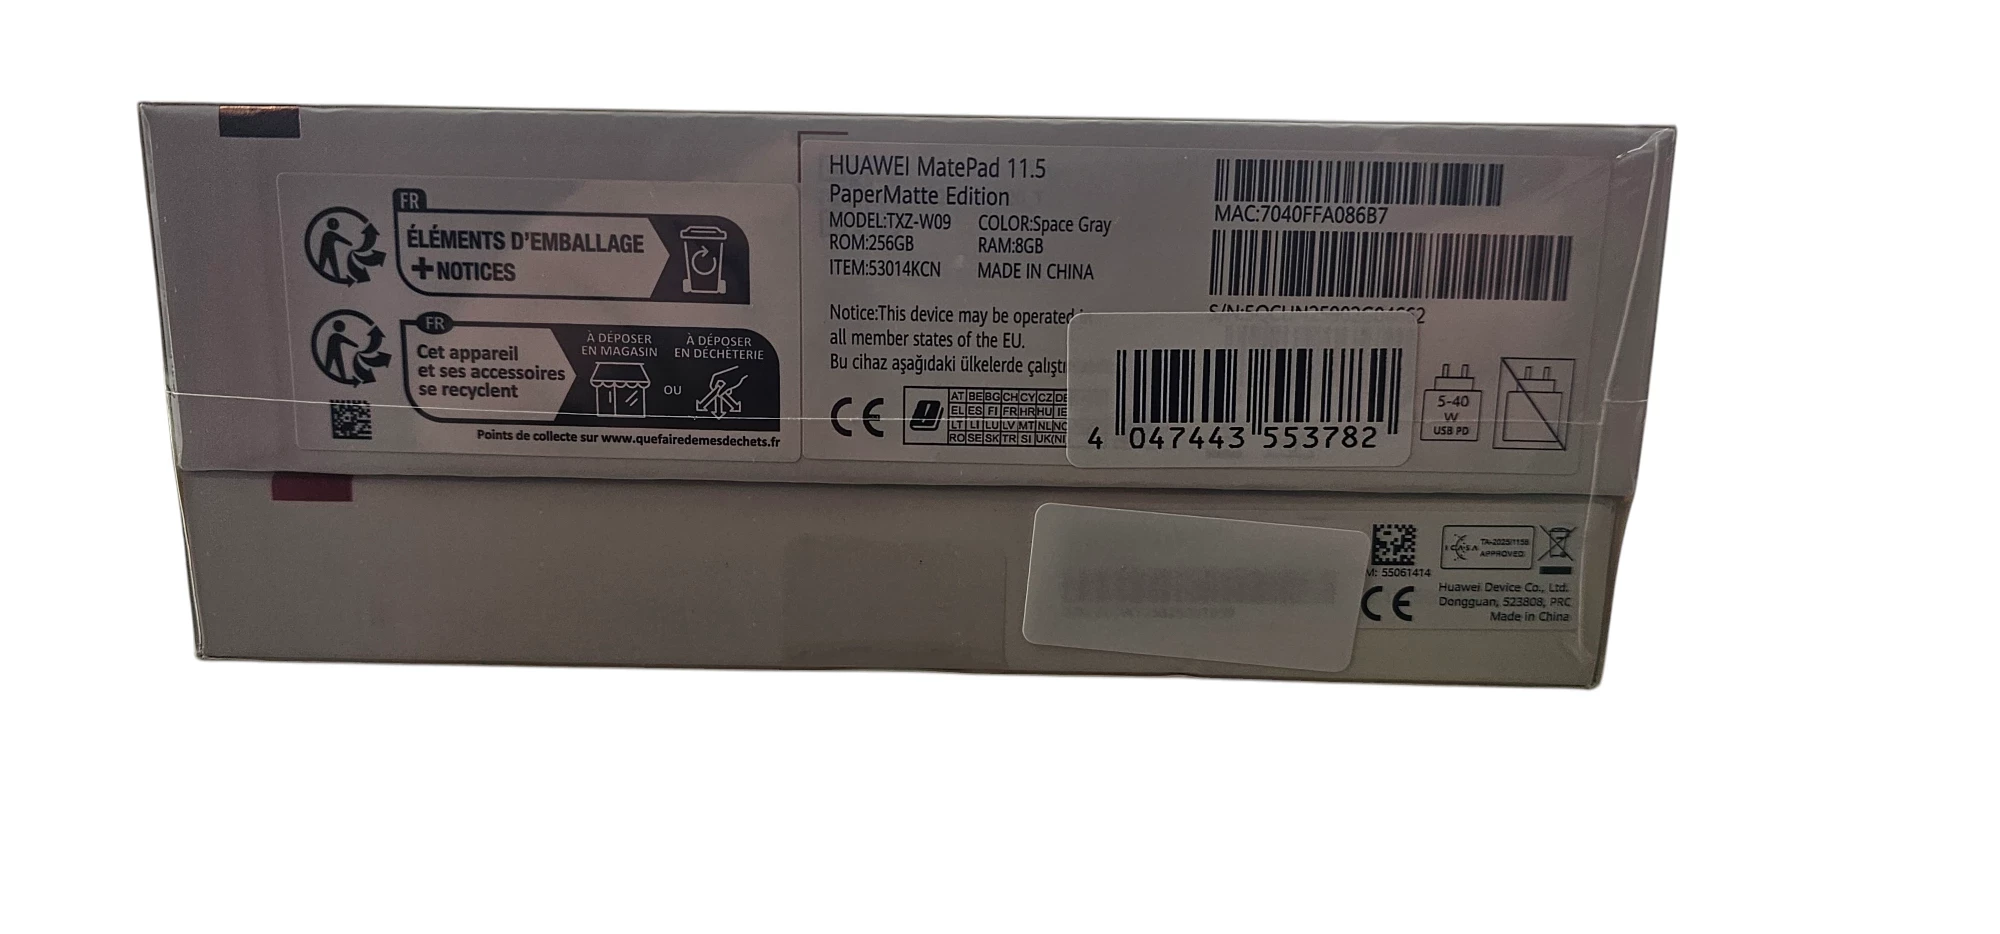 FR
ÉLÉMENTS D'EMBALLAGE
+NOTICES
FR
Cet appareil
et ses accessoires
se recyclent
À DÉPOSER
EN MAGASIN
OU
À DÉPOSER
EN DÉCHÈTERIE
Points de collecte sur www.quefairedemesdechets.fr
HUAWEI MatePad 11.5
PaperMatte Edition
MODEL:TXZ-W09 COLOR:Space Gray
ROM:256GB RAM:8GB
ITEM:53014KCN MADE IN CHINA
Notice:This device may be operated
all member states of the EU.
Bu cihaz aşağıdaki ülkelerde
CE
AT BE BG CH CY CZ DE
EL ES FI FR HR HU IE
LT LI LU LV MT NL
RO SE SK TR SI UK(NI
MAC:7040FFA086B7
4 047443 553782
5-40
W
USB PD
55061414
CE
ICASA
APPROVED
Huawei Device Co., Ltd.
Dongguan, 523808, PRC
Made in China